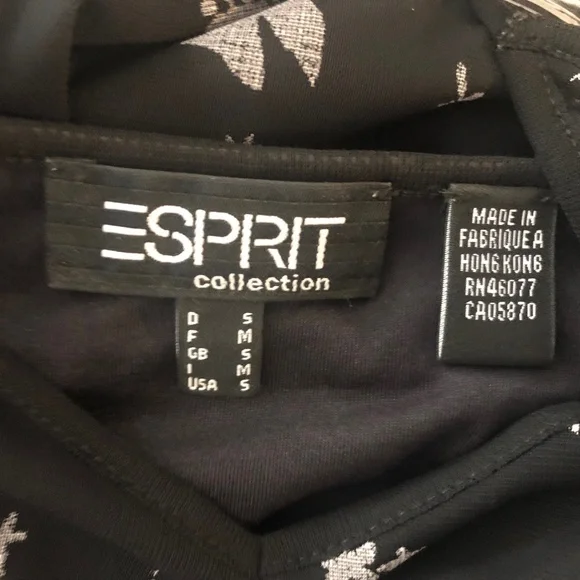 ESPRIT
collection
D S
F M
GB S
I M
USA S
MADE IN
FABRIQUE A
HONG KONG
RN46077
CA05870